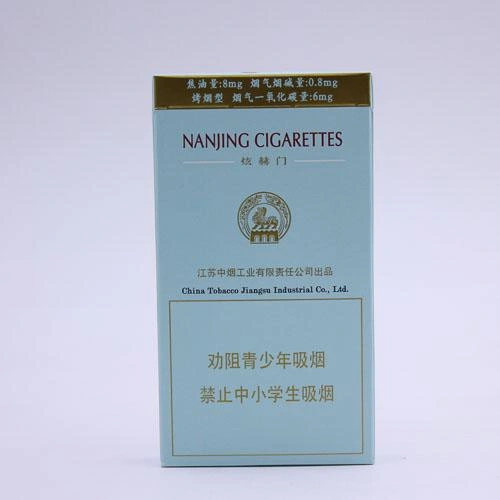 焦油量:8mg 烟气烟碱量:0.8mg
烤烟型 烟气一氧化碳量:6mg
NANJING CIGARETTES
炫赫门
江苏中烟工业有限责任公司出品
China Tobacco Jiangsu Industrial Co., Ltd.
劝阻青少年吸烟
禁止中小学生吸烟